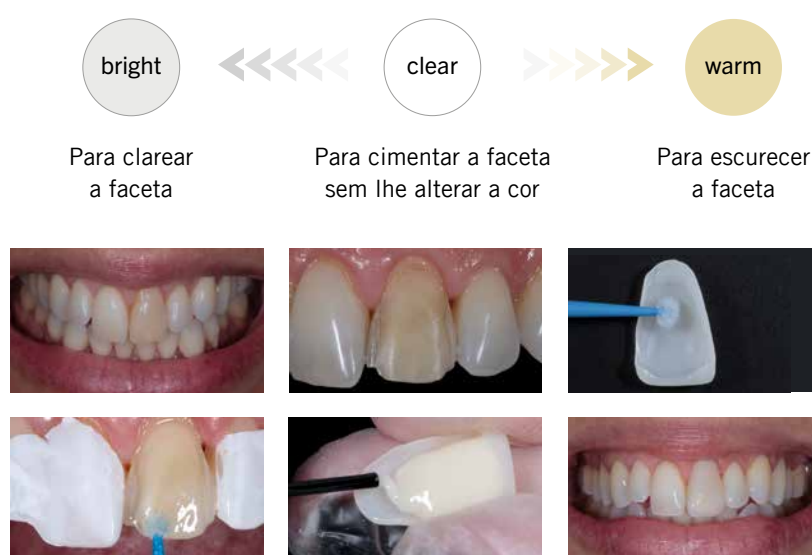 bright
clear
warm
Para clarear
a faceta
Para cimentar a faceta
sem lhe alterar a cor
Para escurecer
a faceta